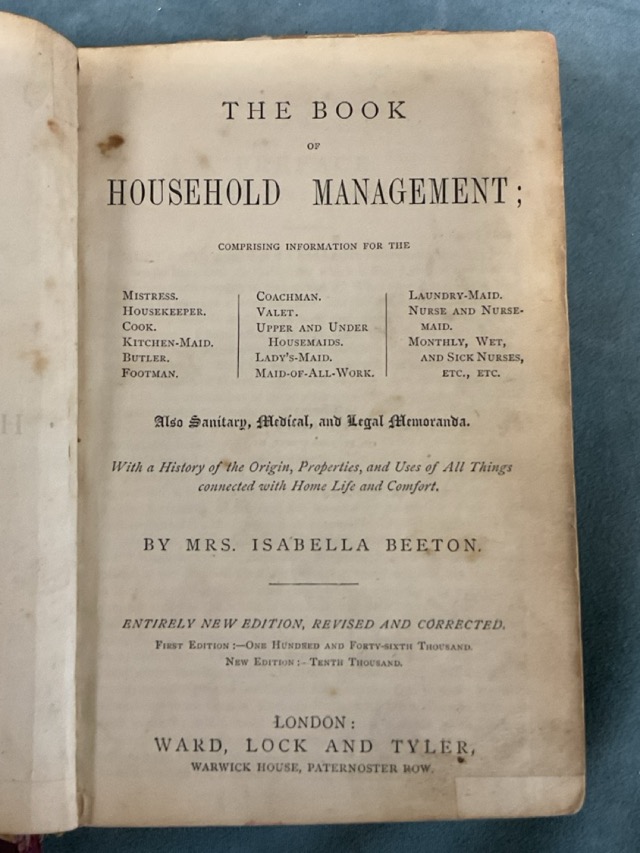 THE BOOK
OF
HOUSEHOLD MANAGEMENT;
COMPRISING INFORMATION FOR THE
MISTRESS.
HOUSEKEEPER.
COOK.
KITCHEN-MAID.
BUTLER.
FOOTMAN.
COACHMAN.
VALET.
UPPER AND UNDER
HOUSEMAIDS.
LADY'S-MAID.
MAID-OF-ALL-WORK.
LAUNDRY-MAID.
NURSE AND NURSE-
MAID.
MONTHLY, WET,
AND SICK NURSES,
ETC., ETC.
Also Sanitary, Medical, and Legal Memoranda.
With a History of the Origin, Properties, and Uses of All Things
connected with Home Life and Comfort.
BY MRS. ISABELLA BEETON.
ENTIRELY NEW EDITION, REVISED AND CORRECTED.
FIRST EDITION:—ONE HUNDRED AND FORTY-SIXTH THOUSAND.
NEW EDITION:-TENTH THOUSAND.
LONDON:
WARD, LOCK AND TYLER,
WARWICK HOUSE, PATERNOSTER ROW.